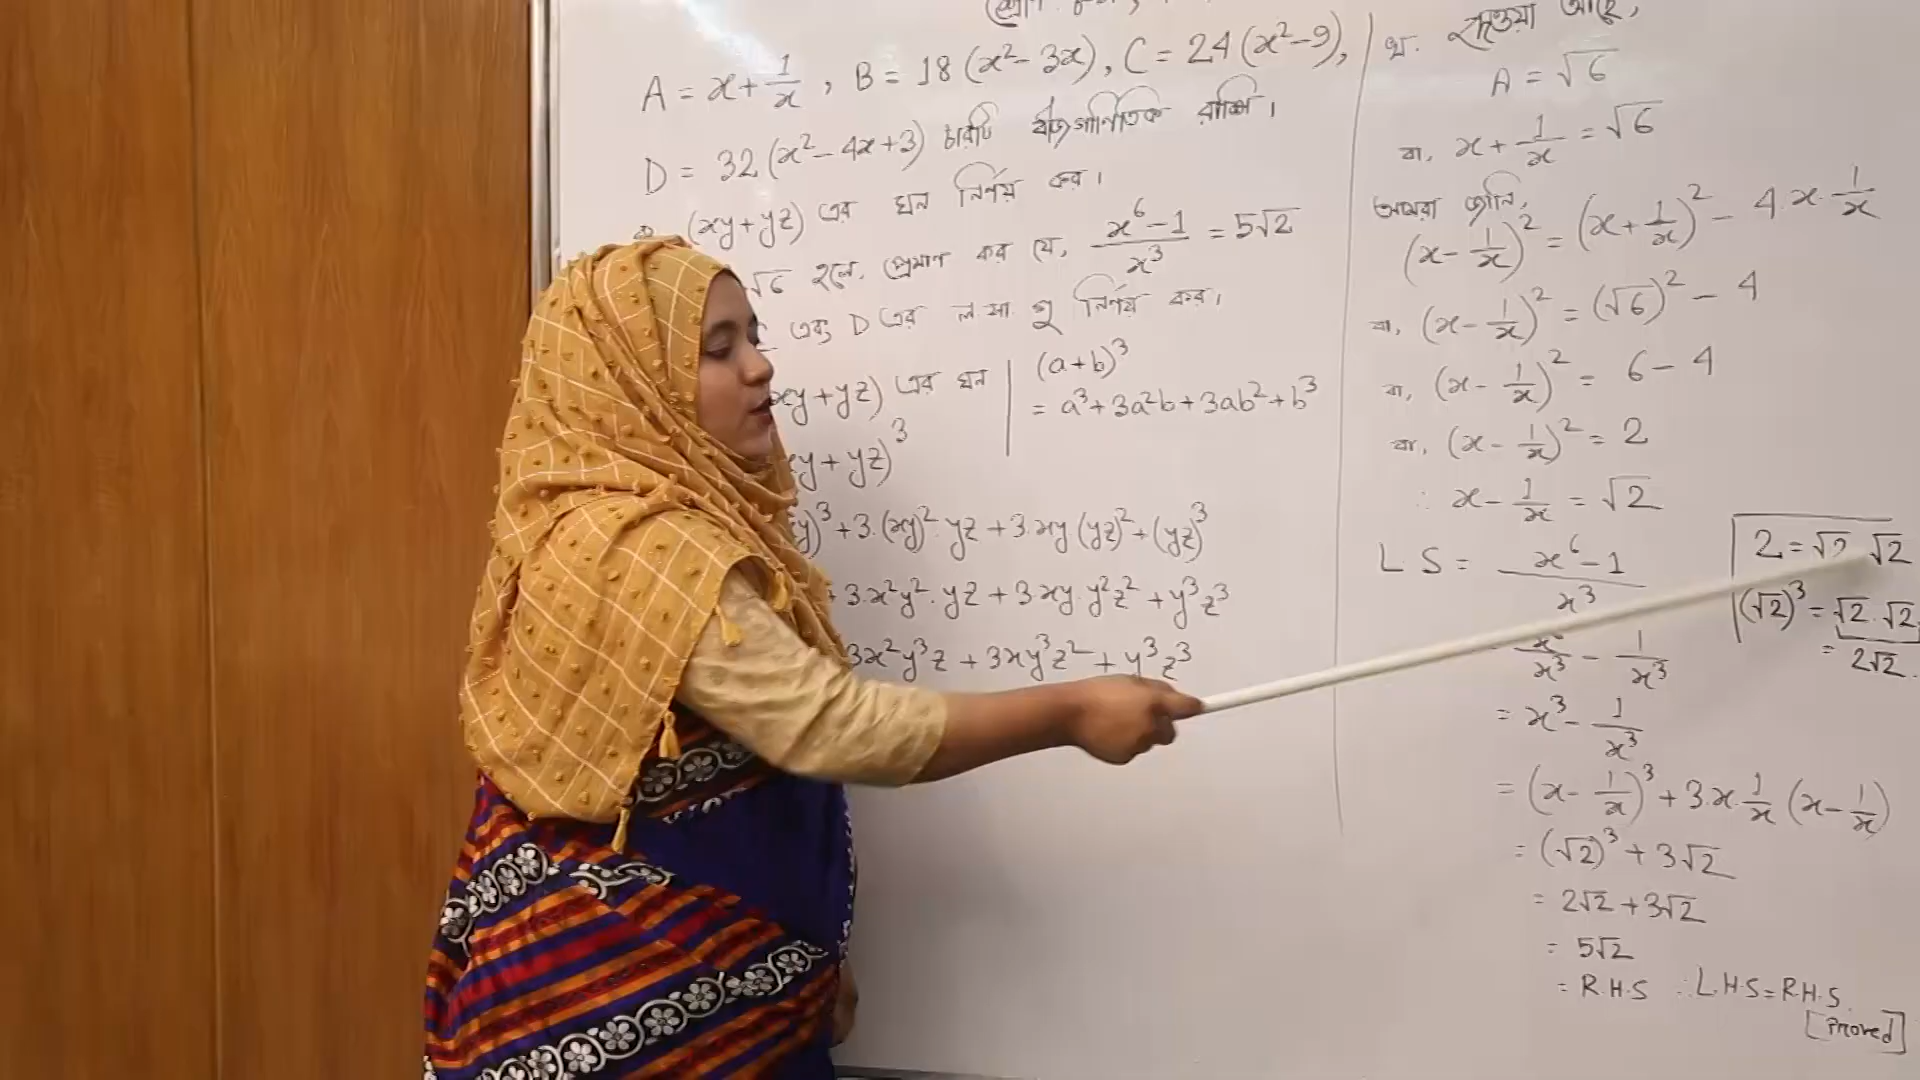 A = x + 1/x , B = 18 (x² - 3x) , C = 24 (x² - 9),
D = 32 (x² - 4x + 3) চারটি বীজগাণিতিক রাশি।
(xy + yz) এর ঘন নির্ণয় কর।
√6 হলে, প্রমাণ কর যে, (x⁶ - 1)/x³ = 5√2
C এবং D এর ল.সা.গু নির্ণয় কর।
xy + yz) এর ঘন
xy + yz)³
y)³ + 3.(xy)². yz + 3.xy (yz)² + (yz)³
+ 3.x²y². yz + 3.xy. y²z² + y³z³
3x²y³z + 3xy³z² + y³z³
(a+b)³
= a³ + 3a²b + 3ab² + b³
খ. দেওয়া আছে,
A = √6
বা, x + 1/x = √6
আমরা জানি,
(x - 1/x)² = (x + 1/x)² - 4.x. 1/x
বা, (x - 1/x)² = (√6)² - 4
বা, (x - 1/x)² = 6 - 4
বা, (x - 1/x)² = 2
∴ x - 1/x = √2
L S = (x⁶ - 1)/x³
/x³ - 1/x³
= x³ - 1/x³
= (x - 1/x)³ + 3.x. 1/x (x - 1/x)
= (√2)³ + 3√2
= 2√2 + 3√2
= 5√2
= R.H.S ∴ L.H.S = R.H.S.
[Proved]
2 = √2 √2
(√2)³ = √2. √2.
= 2√2.